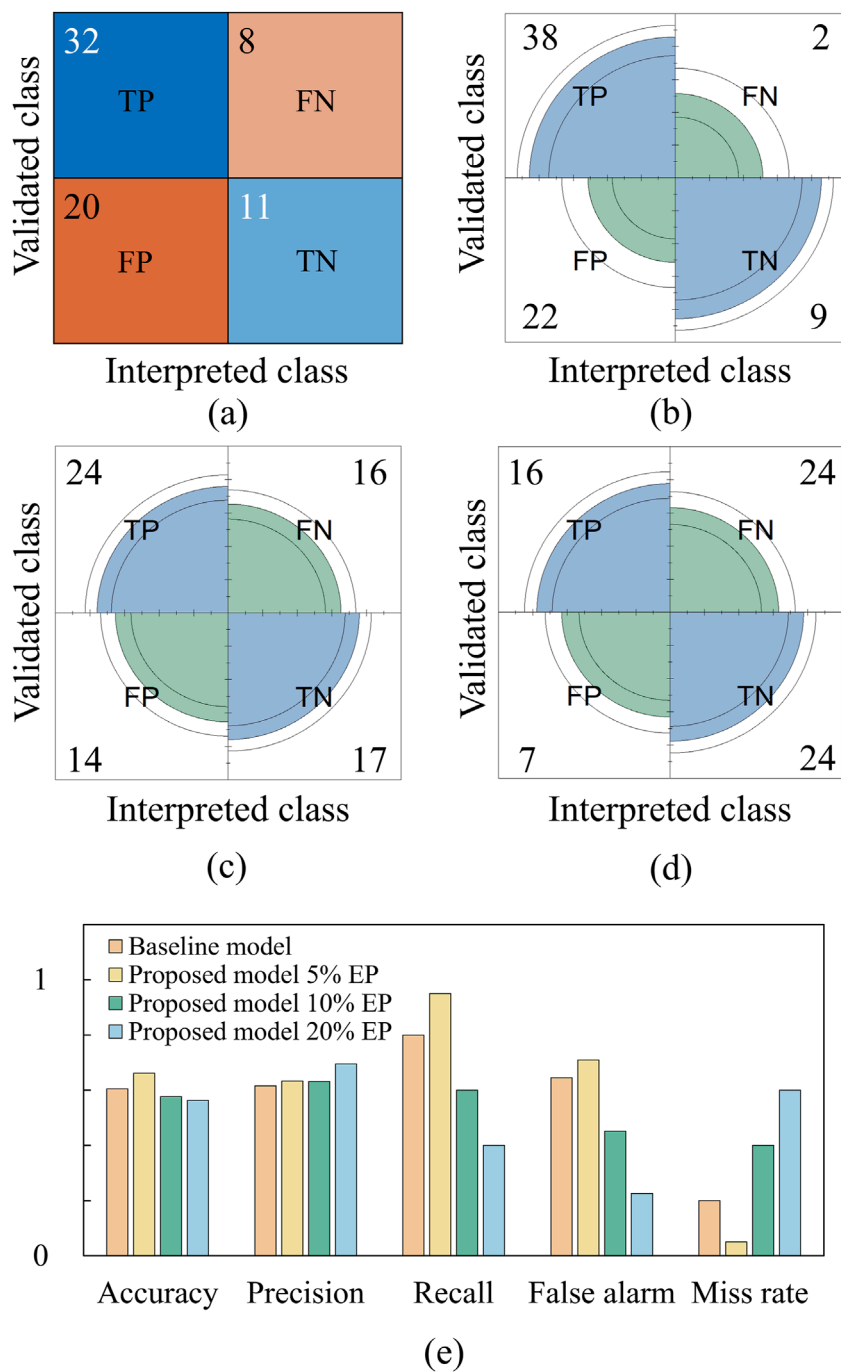 32
8
TP
FN
20
11
FP
TN
Validated class
Interpreted class
(a)
38
2
TP
FN
FP
TN
22
9
Validated class
Interpreted class
(b)
24
16
TP
FN
FP
TN
14
17
Validated class
Interpreted class
(c)
16
24
TP
FN
FP
TN
7
24
Validated class
Interpreted class
(d)
1
0
Baseline model
Proposed model 5% EP
Proposed model 10% EP
Proposed model 20% EP
Accuracy
Precision
Recall
False alarm
Miss rate
(e)